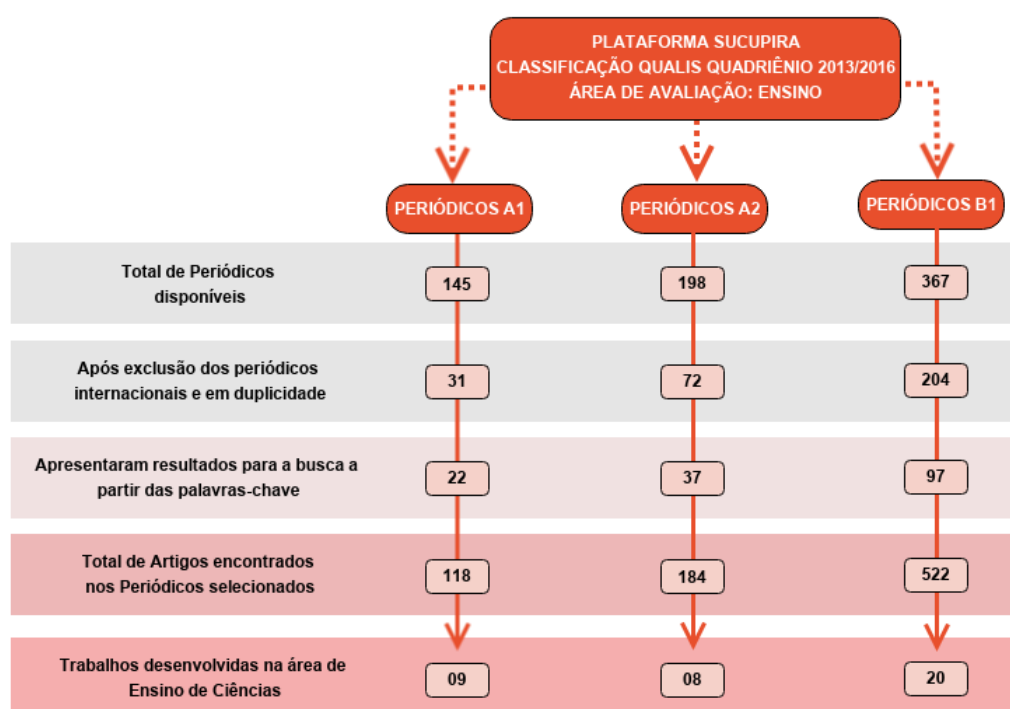 PLATAFORMA SUCUPIRA
CLASSIFICAÇÃO QUALIS QUADRIÊNIO 2013/2016
ÁREA DE AVALIAÇÃO: ENSINO
PERIÓDICOS A1
PERIÓDICOS A2
PERIÓDICOS B1
Total de Periódicos
disponíveis
145
198
367
Após exclusão dos periódicos
internacionais e em duplicidade
31
72
204
Apresentaram resultados para a busca a
partir das palavras-chave
22
37
97
Total de Artigos encontrados
nos Periódicos selecionados
118
184
522
Trabalhos desenvolvidas na área de
Ensino de Ciências
09
08
20